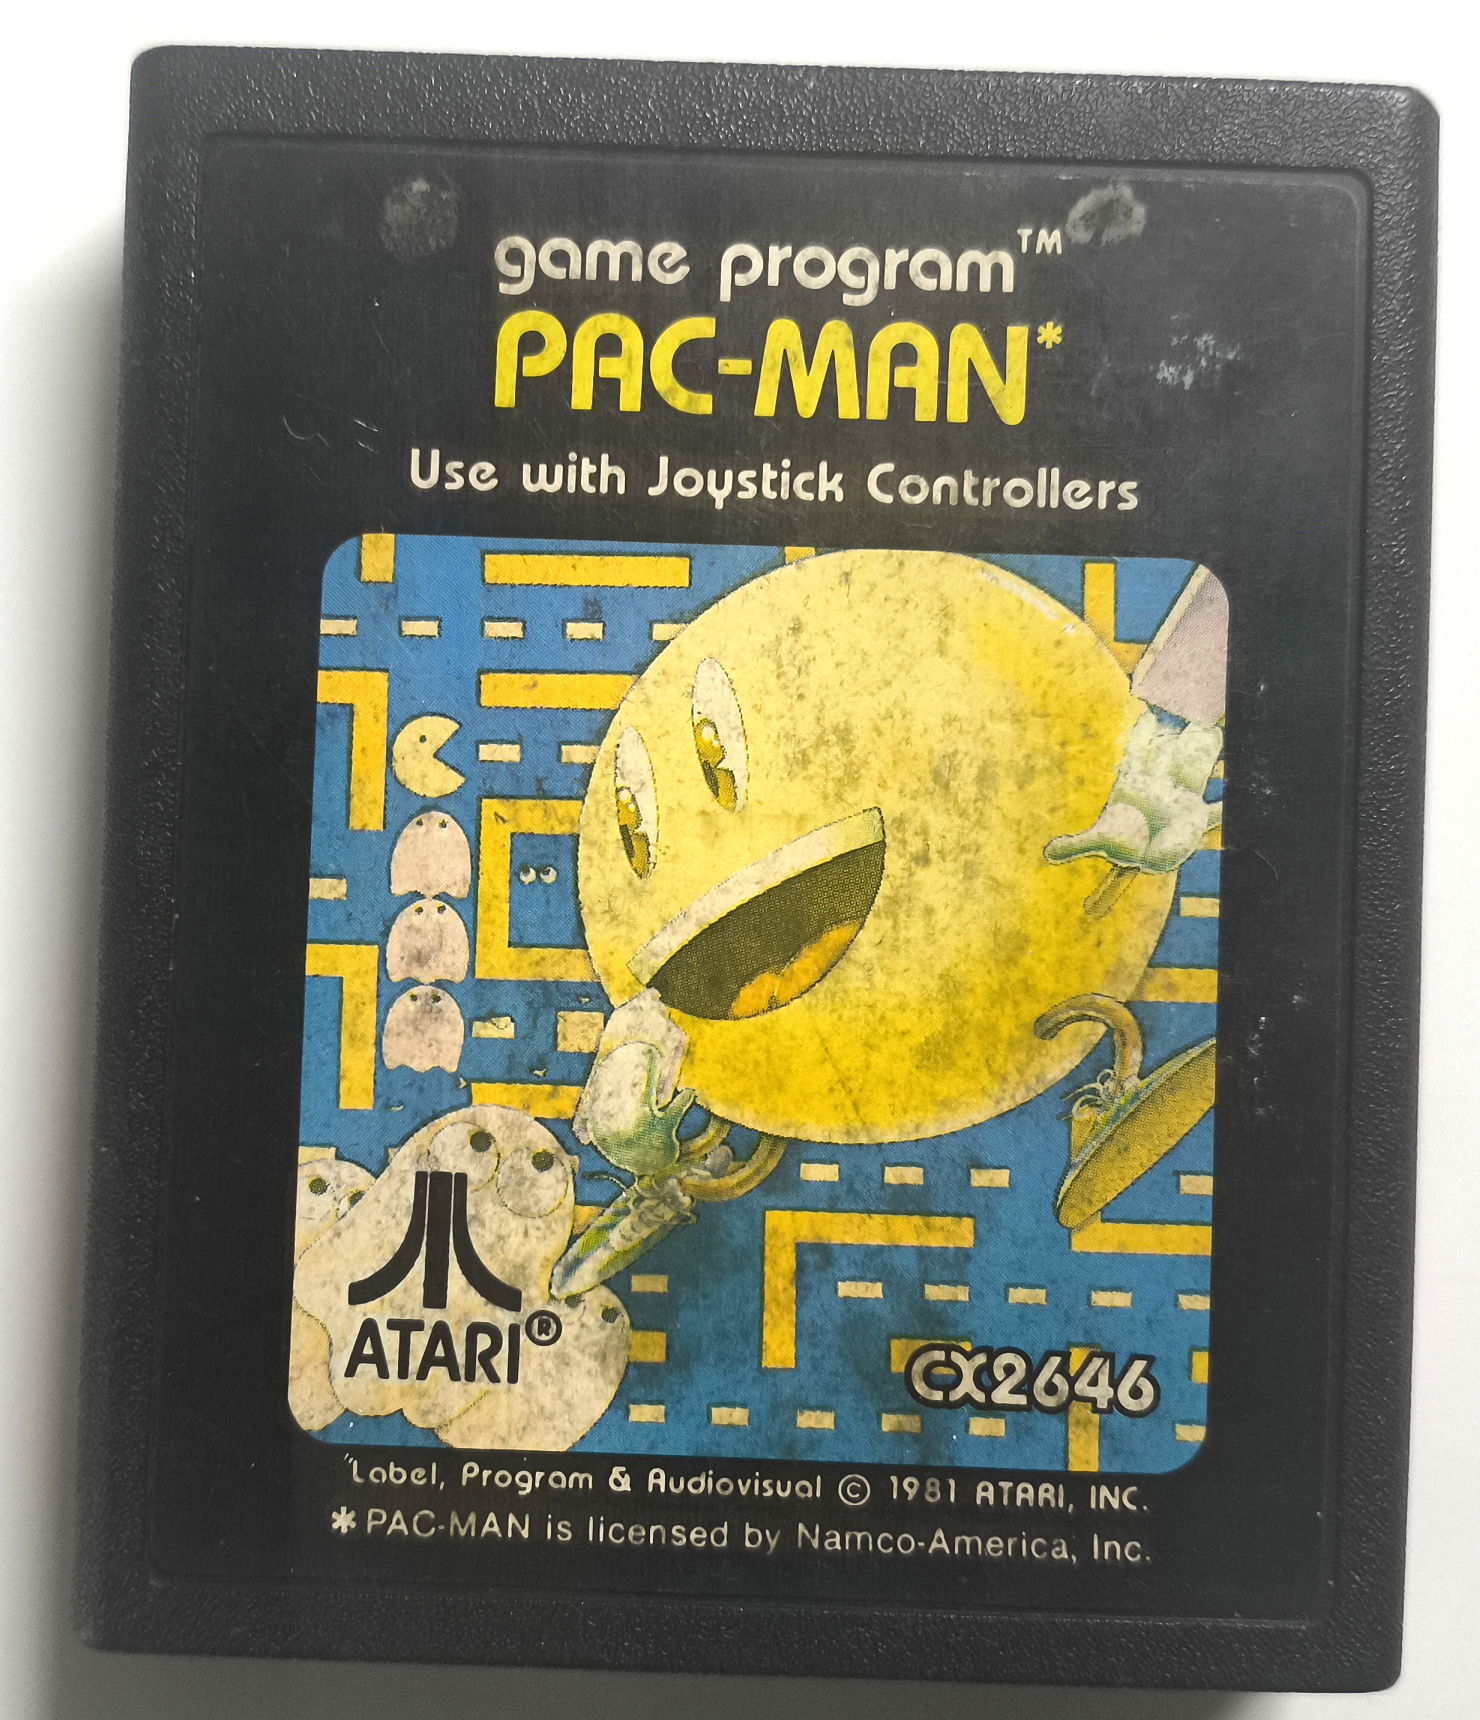 game program™
PAC-MAN*
Use with Joystick Controllers
ATARI®
CX2646
Label, Program & Audiovisual © 1981 ATARI, INC.
* PAC-MAN is licensed by Namco-America, Inc.